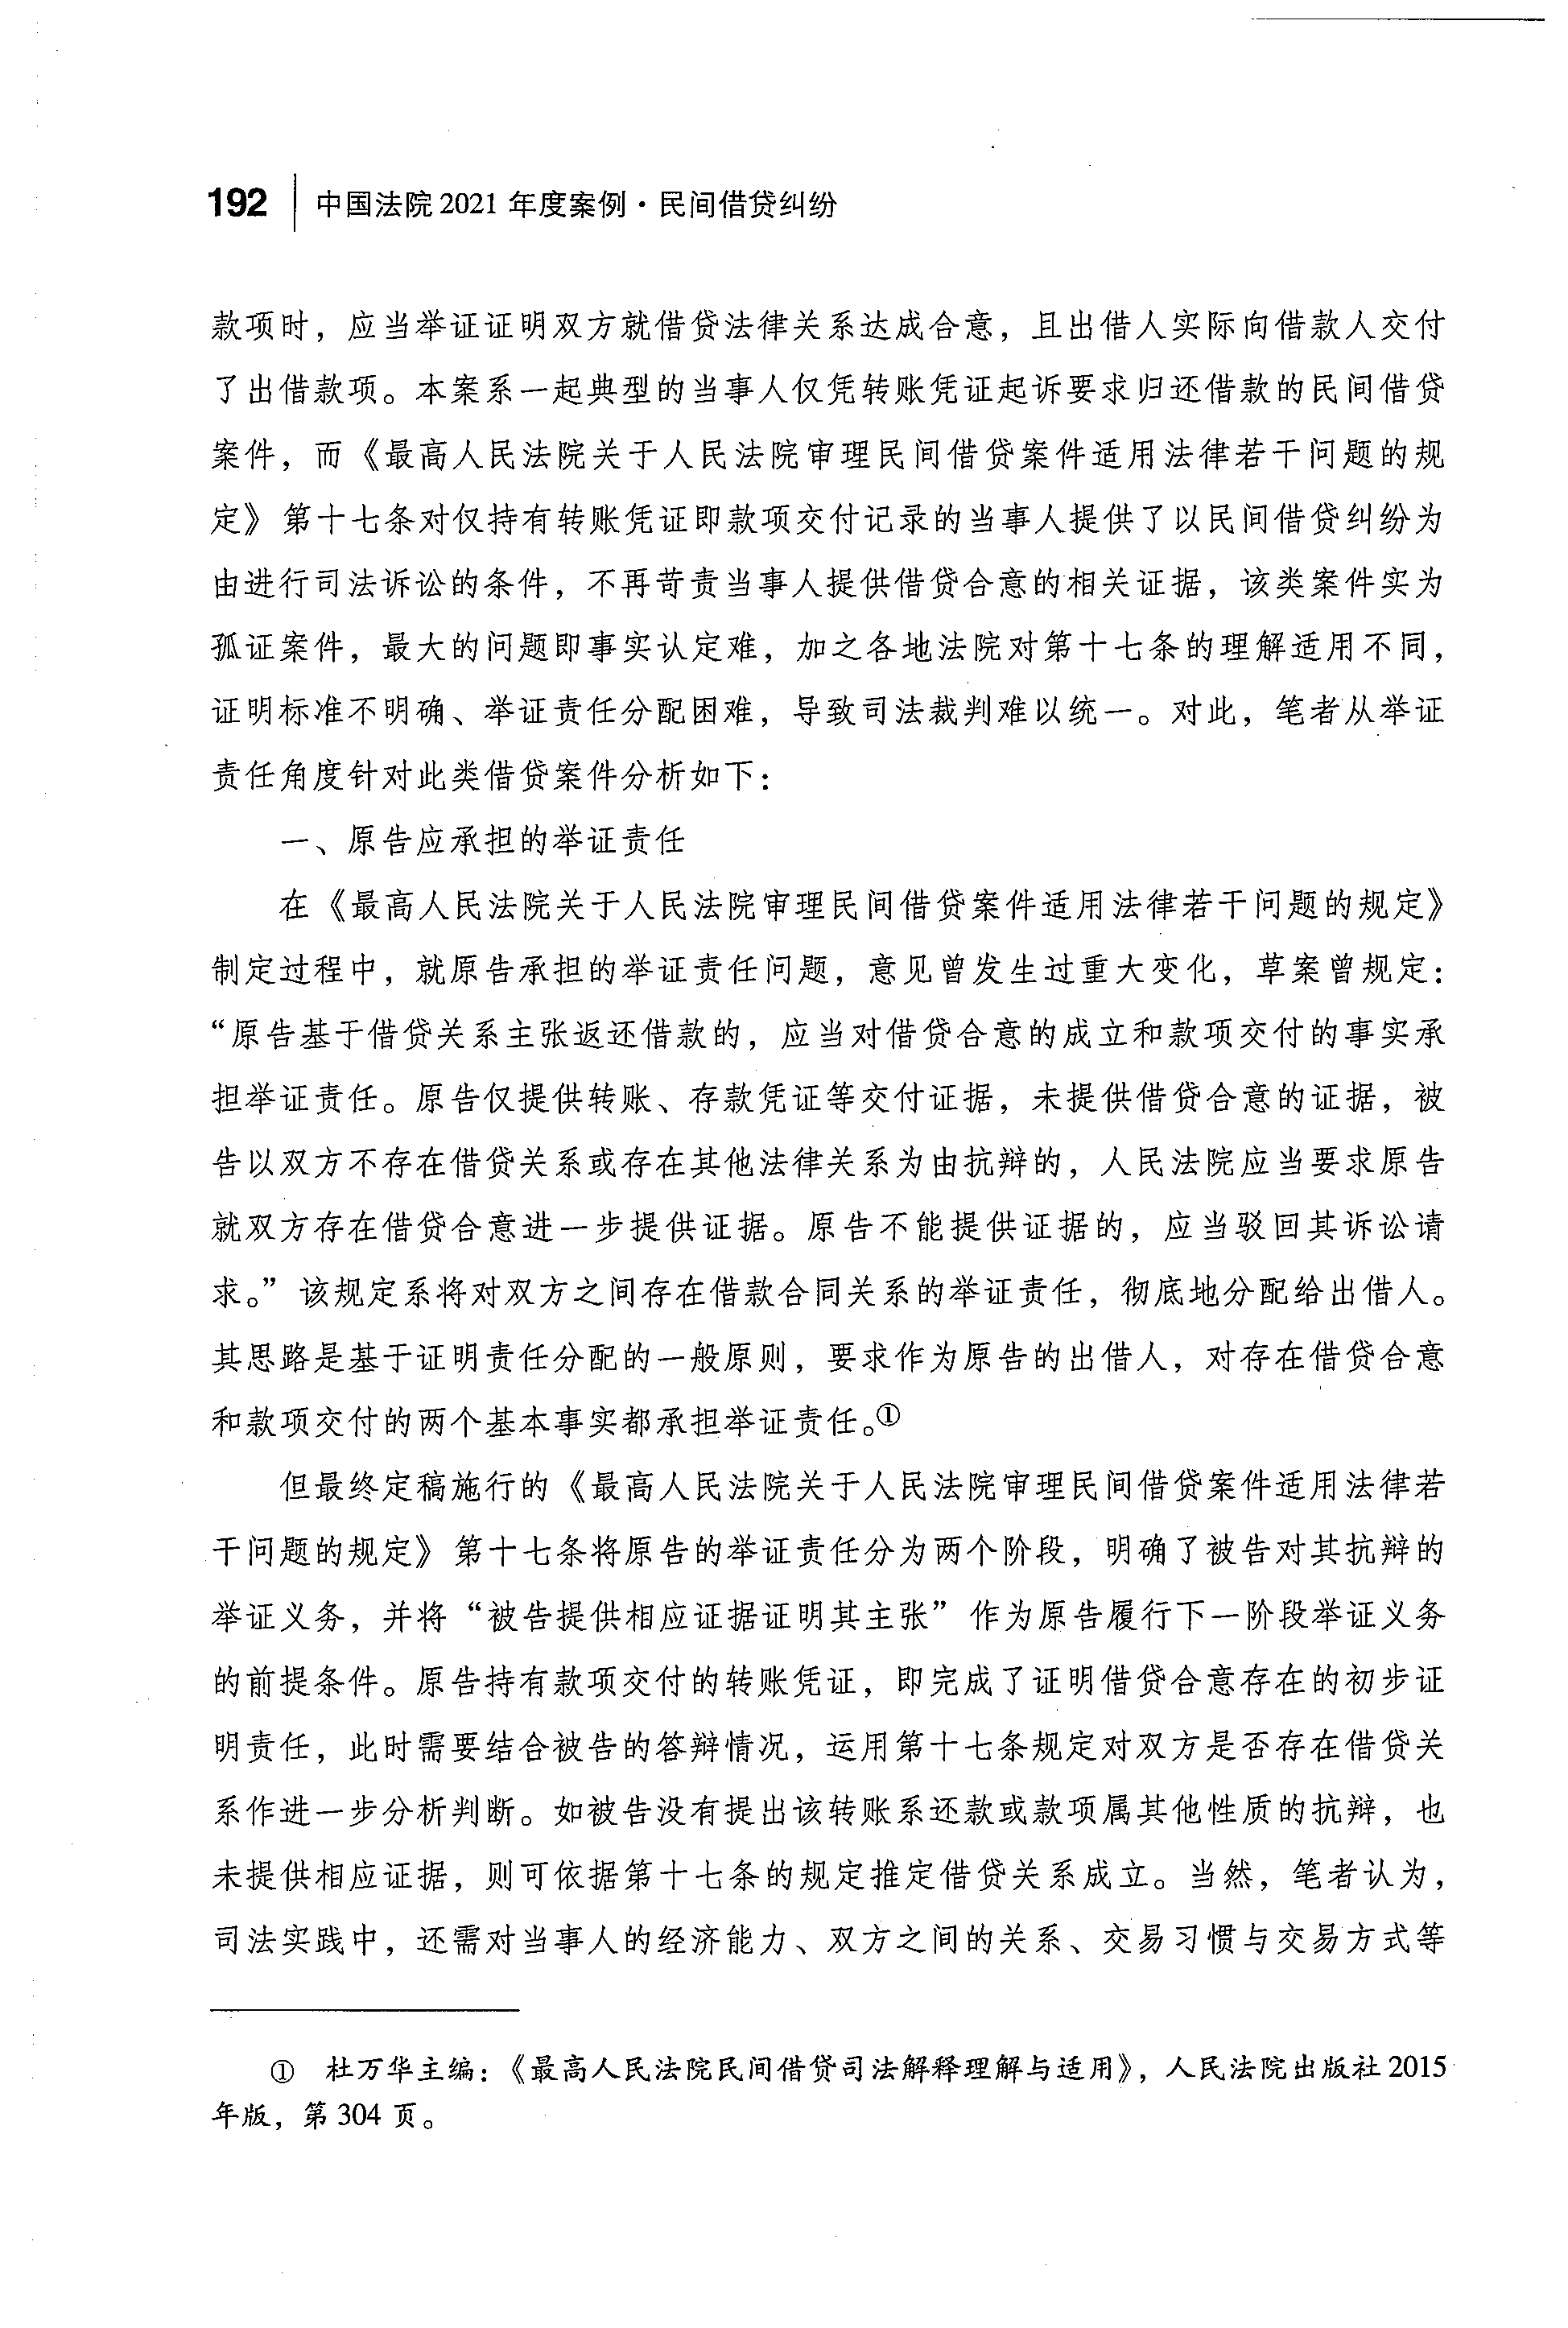 192 中国法院2021年度案例·民间借贷纠纷
款项时，应当举证证明双方就借贷法律关系达成合意，且出借人实际向借款人交付
了出借款项。本案系一起典型的当事人仅凭转账凭证起诉要求归还借款的民间借贷
案件，而《最高人民法院关于人民法院审理民间借贷案件适用法律若干问题的规
定》第十七条对仅持有转账凭证即款项交付记录的当事人提供了以民间借贷纠纷为
由进行司法诉讼的条件，不再苛责当事人提供借贷合意的相关证据，该类案件实为
孤证案件，最大的问题即事实认定难，加之各地法院对第十七条的理解适用不同，
证明标准不明确、举证责任分配困难，导致司法裁判难以统一。对此，笔者从举证
责任角度针对此类借贷案件分析如下：
一、原告应承担的举证责任
在《最高人民法院关于人民法院审理民间借贷案件适用法律若干问题的规定》
制定过程中，就原告承担的举证责任问题，意见曾发生过重大变化，草案曾规定：
“原告基于借贷关系主张返还借款的，应当对借贷合意的成立和款项交付的事实承
担举证责任。原告仅提供转账、存款凭证等交付证据，未提供借贷合意的证据，被
告以双方不存在借贷关系或存在其他法律关系为由抗辩的，人民法院应当要求原告
就双方存在借贷合意进一步提供证据。原告不能提供证据的，应当驳回其诉讼请
求。”该规定系将对双方之间存在借款合同关系的举证责任，彻底地分配给出借人。
其思路是基于证明责任分配的一般原则，要求作为原告的出借人，对存在借贷合意
和款项交付的两个基本事实都承担举证责任。①
但最终定稿施行的《最高人民法院关于人民法院审理民间借贷案件适用法律若
干问题的规定》第十七条将原告的举证责任分为两个阶段，明确了被告对其抗辩的
举证义务，并将“被告提供相应证据证明其主张”作为原告履行下一阶段举证义务
的前提条件。原告持有款项交付的转账凭证，即完成了证明借贷合意存在的初步证
明责任，此时需要结合被告的答辩情况，运用第十七条规定对双方是否存在借贷关
系作进一步分析判断。如被告没有提出该转账系还款或款项属其他性质的抗辩，也
未提供相应证据，则可依据第十七条的规定推定借贷关系成立。当然，笔者认为，
司法实践中，还需对当事人的经济能力、双方之间的关系、交易习惯与交易方式等
① 杜万华主编：《最高人民法院民间借贷司法解释理解与适用》，人民法院出版社2015
年版，第304页。